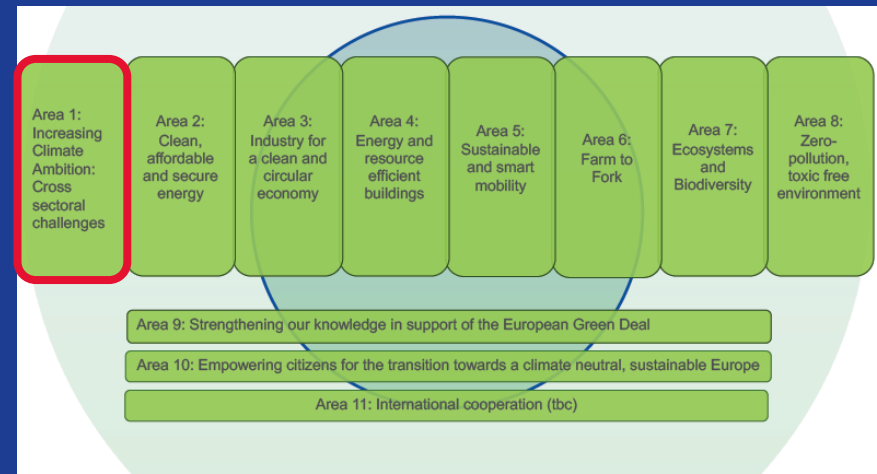 Area 1:
Increasing
Climate
Ambition:
Cross
sectoral
challenges
Area 2:
Clean,
affordable
and secure
energy
Area 3:
Industry for
a clean and
circular
economy
Area 4:
Energy and
resource
efficient
buildings
Area 5:
Sustainable
and smart
mobility
Area 6:
Farm to
Fork
Area 7:
Ecosystems
and
Biodiversity
Area 8:
Zero-
pollution,
toxic free
environment
Area 9: Strengthening our knowledge in support of the European Green Deal
Area 10: Empowering citizens for the transition towards a climate neutral, sustainable Europe
Area 11: International cooperation (tbc)